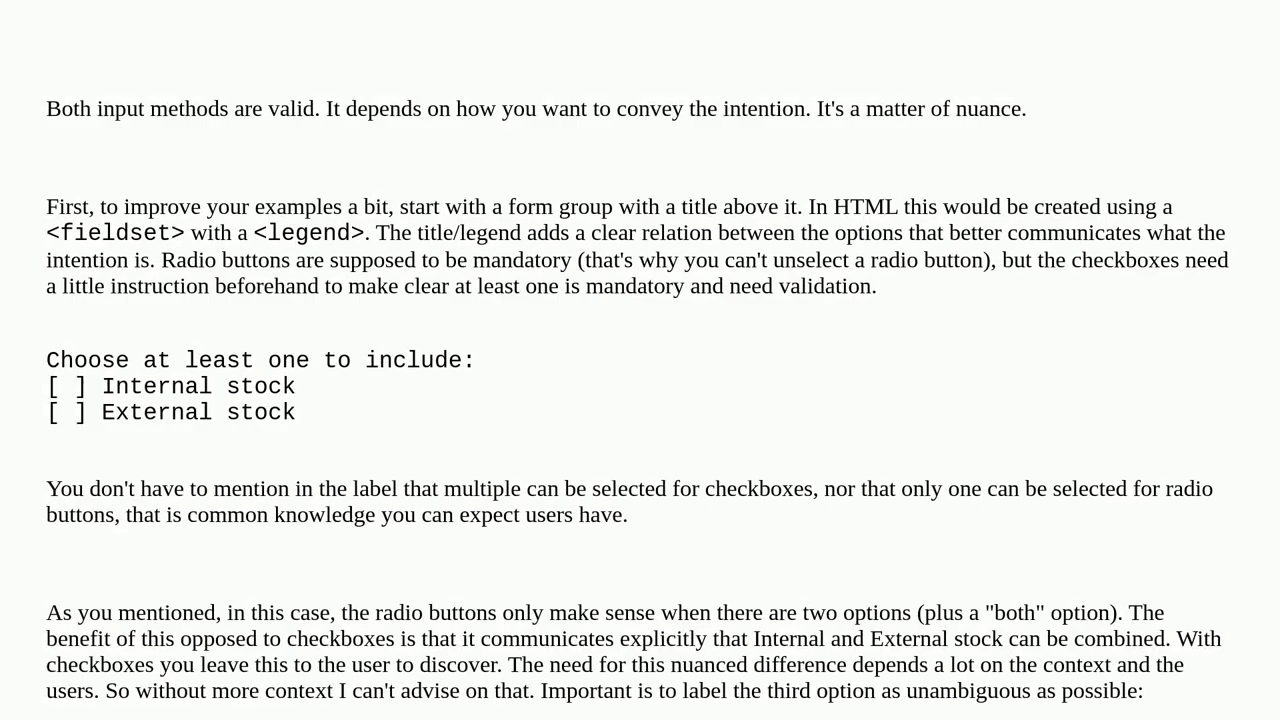 Both input methods are valid. It depends on how you want to convey the intention. It's a matter of nuance.
First, to improve your examples a bit, start with a form group with a title above it. In HTML this would be created using a
<fieldset> with a <legend>. The title/legend adds a clear relation between the options that better communicates what the
intention is. Radio buttons are supposed to be mandatory (that's why you can't unselect a radio button), but the checkboxes need
a little instruction beforehand to make clear at least one is mandatory and need validation.
Choose at least one to include:
[ ] Internal stock
[ ] External stock
You don't have to mention in the label that multiple can be selected for checkboxes, nor that only one can be selected for radio
buttons, that is common knowledge you can expect users have.
As you mentioned, in this case, the radio buttons only make sense when there are two options (plus a "both" option). The
benefit of this opposed to checkboxes is that it communicates explicitly that Internal and External stock can be combined. With
checkboxes you leave this to the user to discover. The need for this nuanced difference depends a lot on the context and the
users. So without more context I can't advise on that. Important is to label the third option as unambiguous as possible: